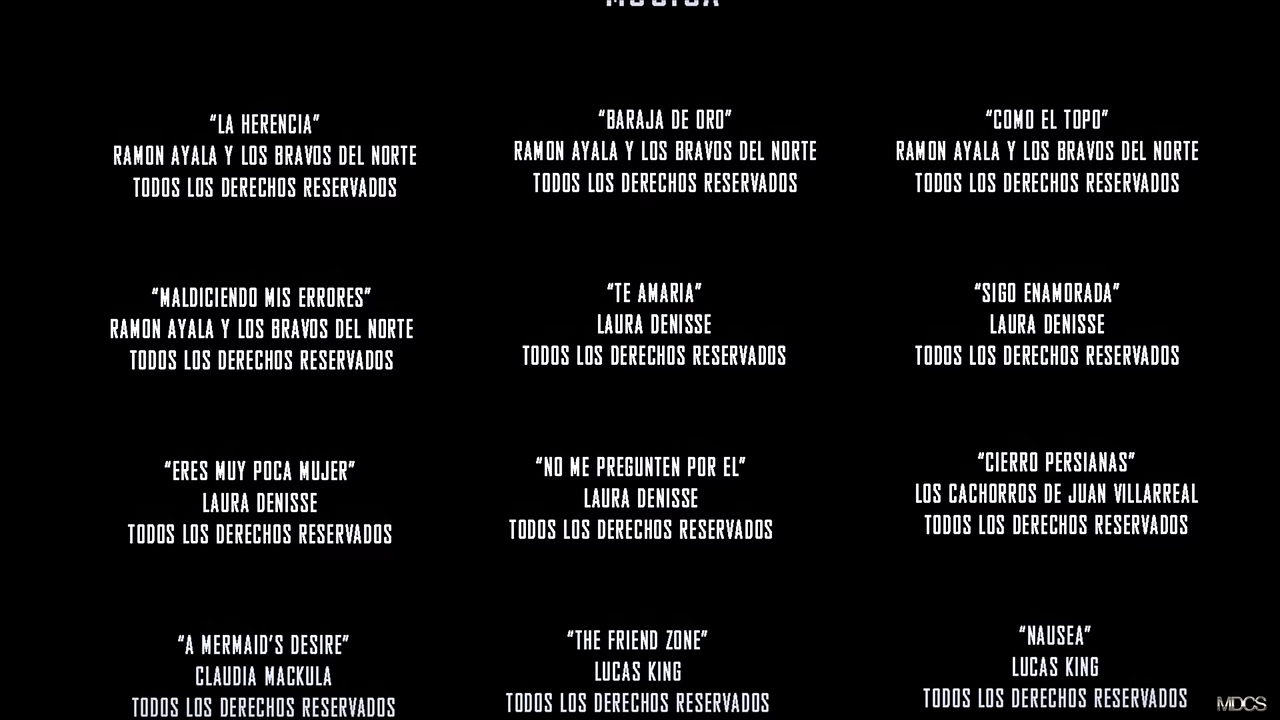 MUSICA
“LA HERENCIA”
RAMON AYALA Y LOS BRAVOS DEL NORTE
TODOS LOS DERECHOS RESERVADOS
“BARAJA DE ORO”
RAMON AYALA Y LOS BRAVOS DEL NORTE
TODOS LOS DERECHOS RESERVADOS
“COMO EL TOPO”
RAMON AYALA Y LOS BRAVOS DEL NORTE
TODOS LOS DERECHOS RESERVADOS
“MALDICIENDO MIS ERRORES”
RAMON AYALA Y LOS BRAVOS DEL NORTE
TODOS LOS DERECHOS RESERVADOS
“TE AMARIA”
LAURA DENISSE
TODOS LOS DERECHOS RESERVADOS
“SIGO ENAMORADA”
LAURA DENISSE
TODOS LOS DERECHOS RESERVADOS
“ERES MUY POCA MUJER”
LAURA DENISSE
TODOS LOS DERECHOS RESERVADOS
“NO ME PREGUNTEN POR EL”
LAURA DENISSE
TODOS LOS DERECHOS RESERVADOS
“CIERRO PERSIANAS”
LOS CACHORROS DE JUAN VILLARREAL
TODOS LOS DERECHOS RESERVADOS
“A MERMAID’S DESIRE”
CLAUDIA MACKULA
TODOS LOS DERECHOS RESERVADOS
“THE FRIEND ZONE”
LUCAS KING
TODOS LOS DERECHOS RESERVADOS
“NAUSEA”
LUCAS KING
TODOS LOS DERECHOS RESERVADOS
MDCS